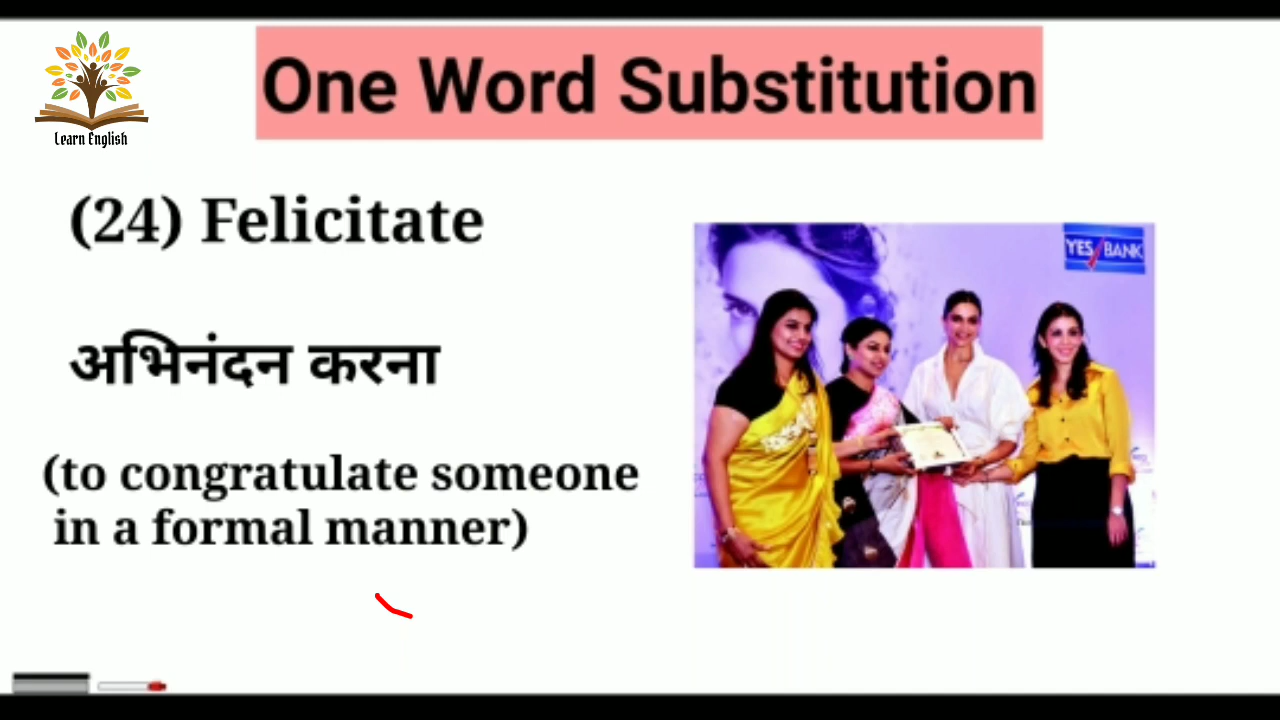 Learn English
One Word Substitution
(24) Felicitate
अभिनंदन करना
(to congratulate someone
in a formal manner)
YES BANK